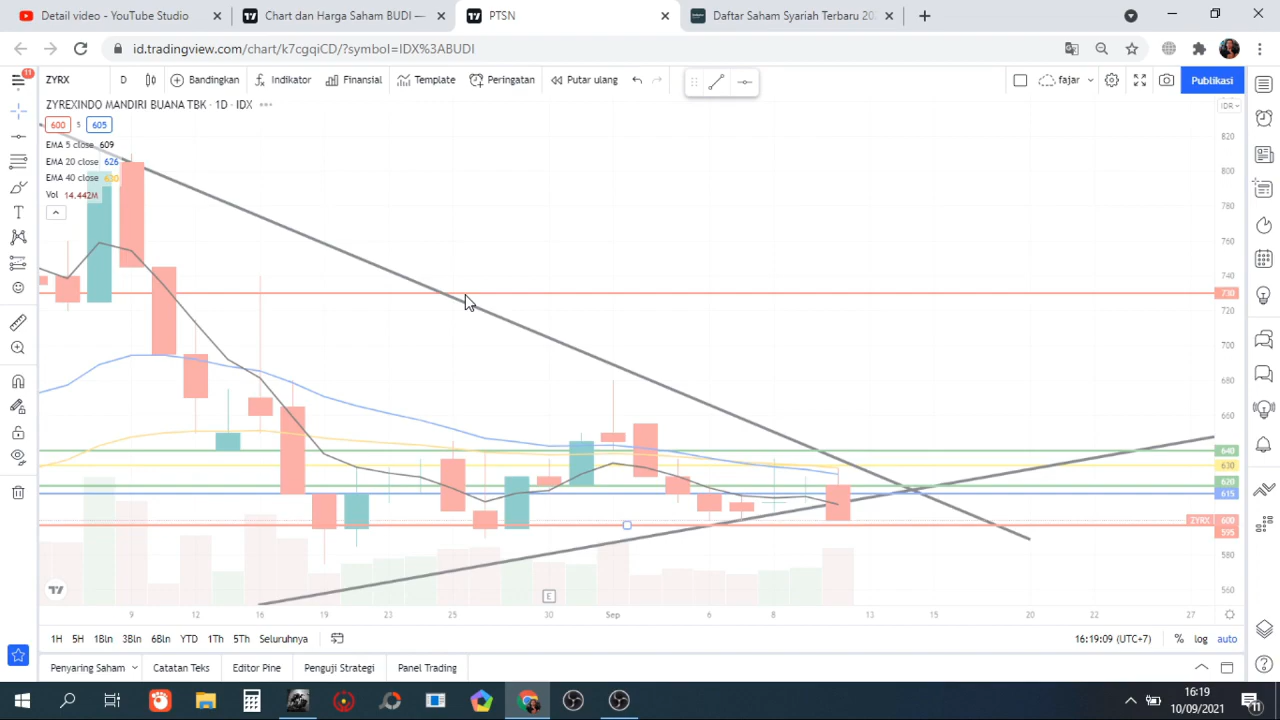 Detail video - YouTube Studio
Chart dan Harga Saham BUDI —
PTSN
Daftar Saham Syariah Terbaru 202
id.tradingview.com/chart/k7cgqiCD/?symbol=IDX%3ABUDI
11
ZYRX
D
Bandingkan
Indikator
Finansial
Template
Peringatan
Putar ulang
fajar
Publikasi
ZYREXINDO MANDIRI BUANA TBK · 1D · IDX
IDR
600
5
605
EMA 5 close 609
EMA 20 close 626
EMA 40 close 630
Vol 14.442M
820
800
780
760
740
730
720
700
680
660
640
630
620
615
ZYRX 600
595
580
560
E
9
12
16
19
23
25
30
Sep
6
8
13
15
20
22
27
1H
5H
1Bln
3Bln
6Bln
YTD
1Th
5Th
Seluruhnya
16:19:09 (UTC+7)
%
log
auto
Penyaring Saham
Catatan Teks
Editor Pine
Penguji Strategi
Panel Trading
16:19
10/09/2021
11